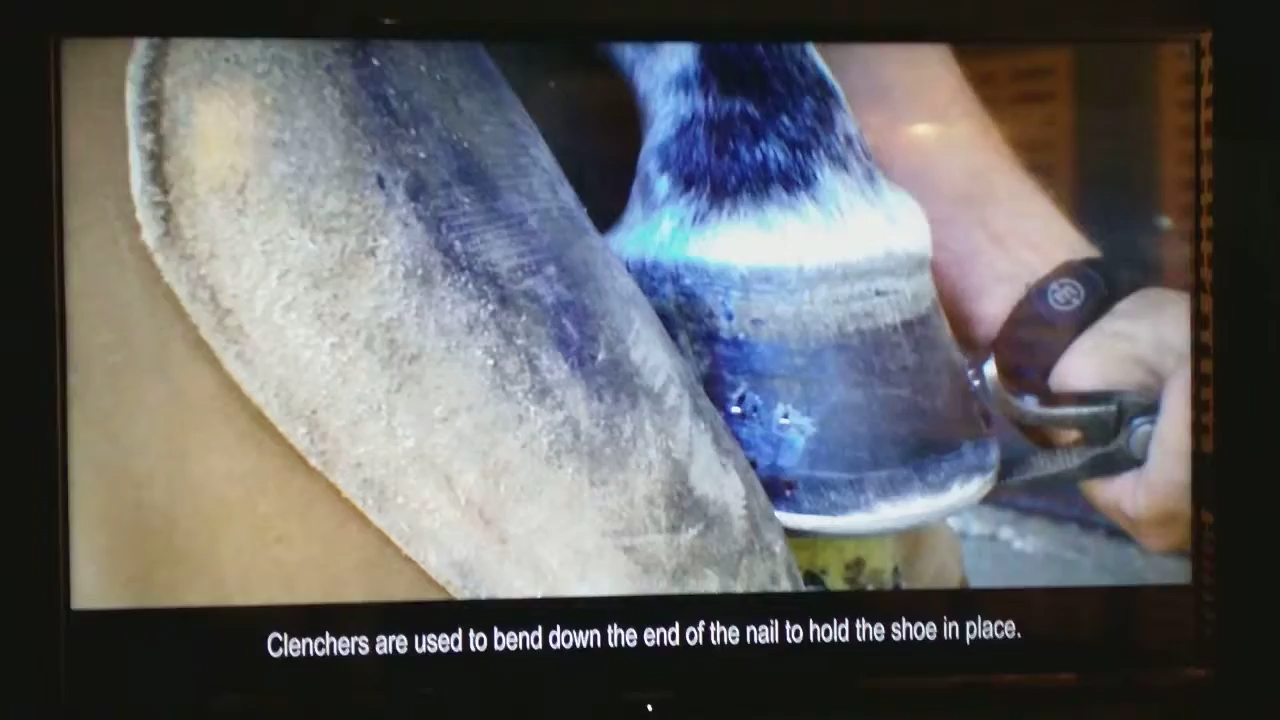 Clenchers are used to bend down the end of the nail to hold the shoe in place.